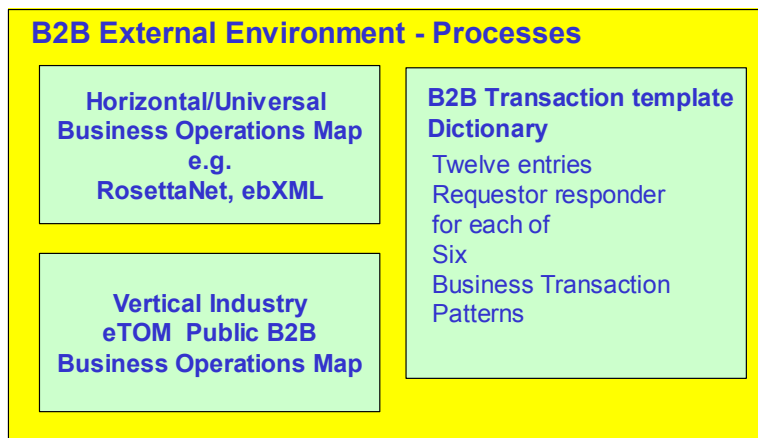 B2B External Environment - Processes
Horizontal/Universal
Business Operations Map
e.g.
RosettaNet, ebXML
Vertical Industry
eTOM Public B2B
Business Operations Map
B2B Transaction template
Dictionary
Twelve entries
Requestor responder
for each of
Six
Business Transaction
Patterns